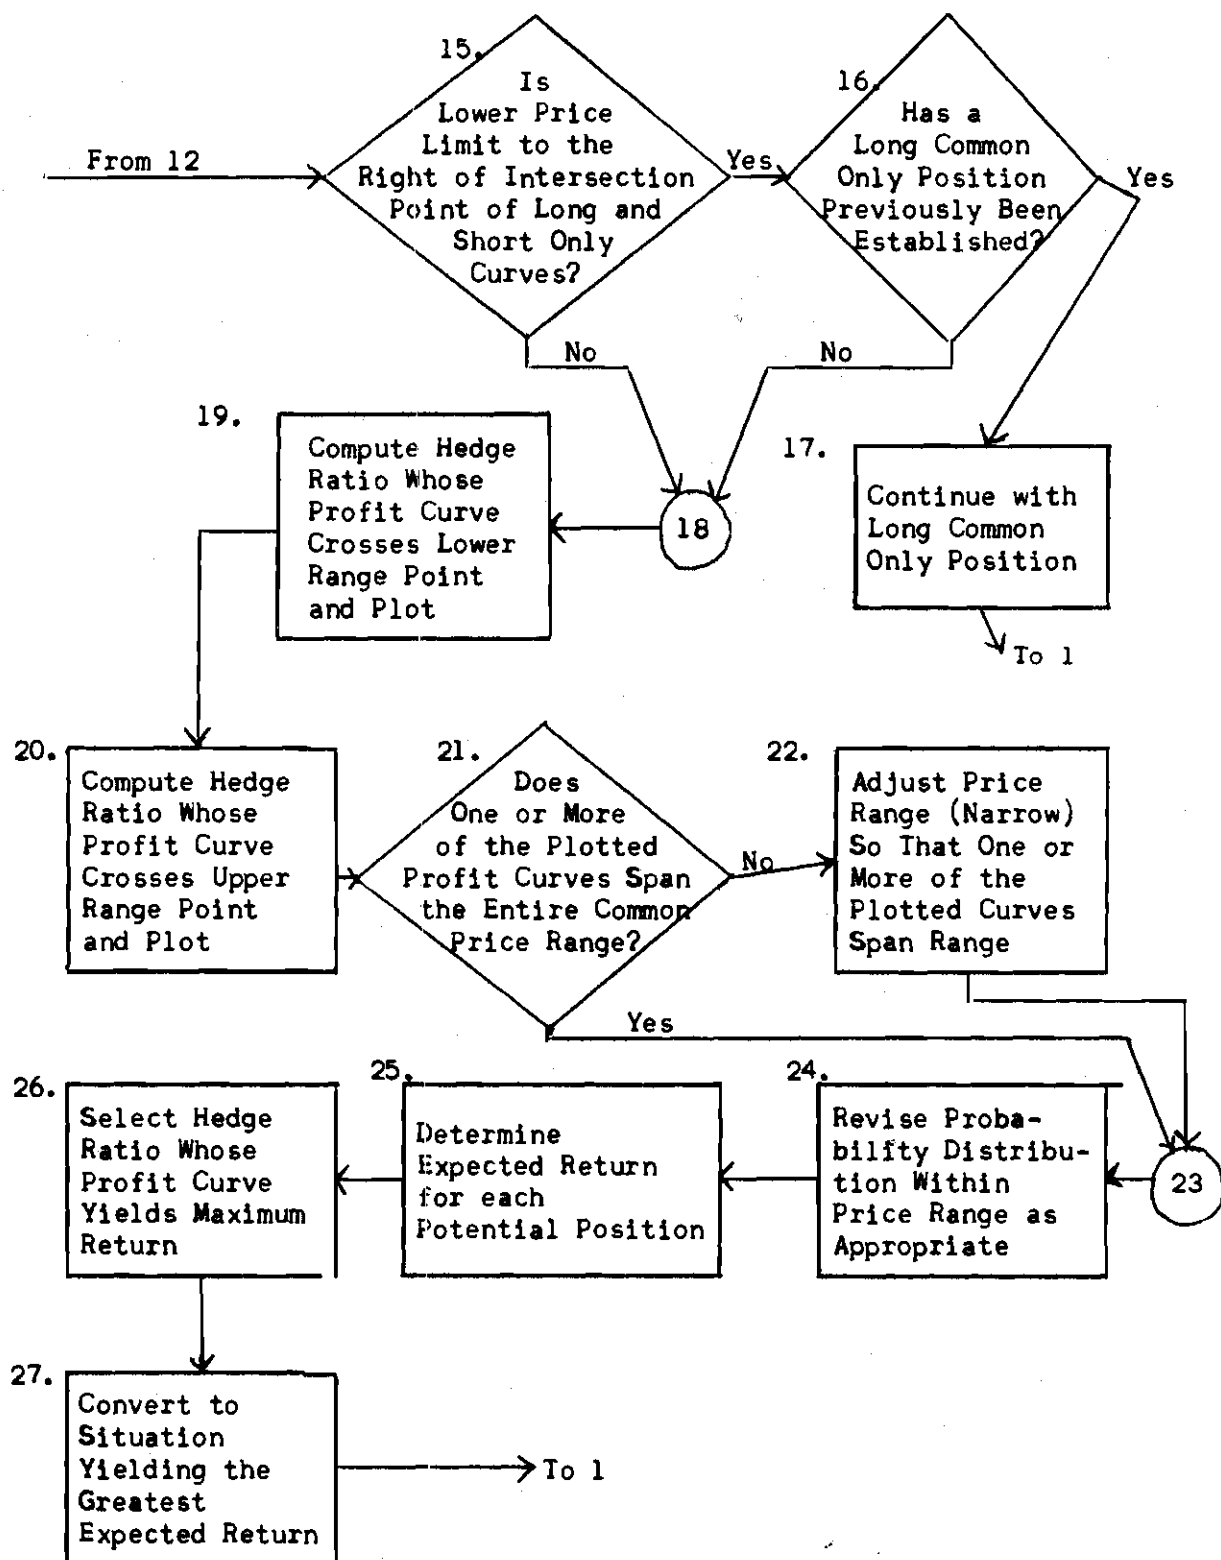 15.
Is
Lower Price
Limit to the
Right of Intersection
Point of Long and
Short Only
Curves?
16.
Has a
Long Common
Only Position
Previously Been
Established?
From 12
Yes
Yes
No
No
19.
Compute Hedge
Ratio Whose
Profit Curve
Crosses Lower
Range Point
and Plot
18
17.
Continue with
Long Common
Only Position
To 1
20.
Compute Hedge
Ratio Whose
Profit Curve
Crosses Upper
Range Point
and Plot
21.
Does
One or More
of the Plotted
Profit Curves Span
the Entire Common
Price Range?
No
22.
Adjust Price
Range (Narrow)
So That One or
More of the
Plotted Curves
Span Range
Yes
26.
Select Hedge
Ratio Whose
Profit Curve
Yields Maximum
Return
25.
Determine
Expected Return
for each
Potential Position
24.
Revise Proba-
bility Distribu-
tion Within
Price Range as
Appropriate
23
27.
Convert to
Situation
Yielding the
Greatest
Expected Return
To 1